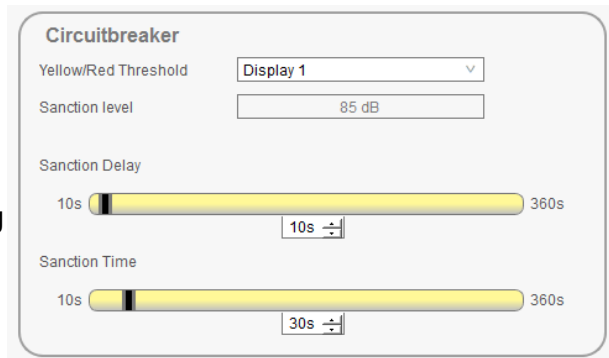 Circuitbreaker
Yellow/Red Threshold Display 1
Sanction level 85 dB
Sanction Delay
10s 360s
10s
Sanction Time
10s 360s
30s